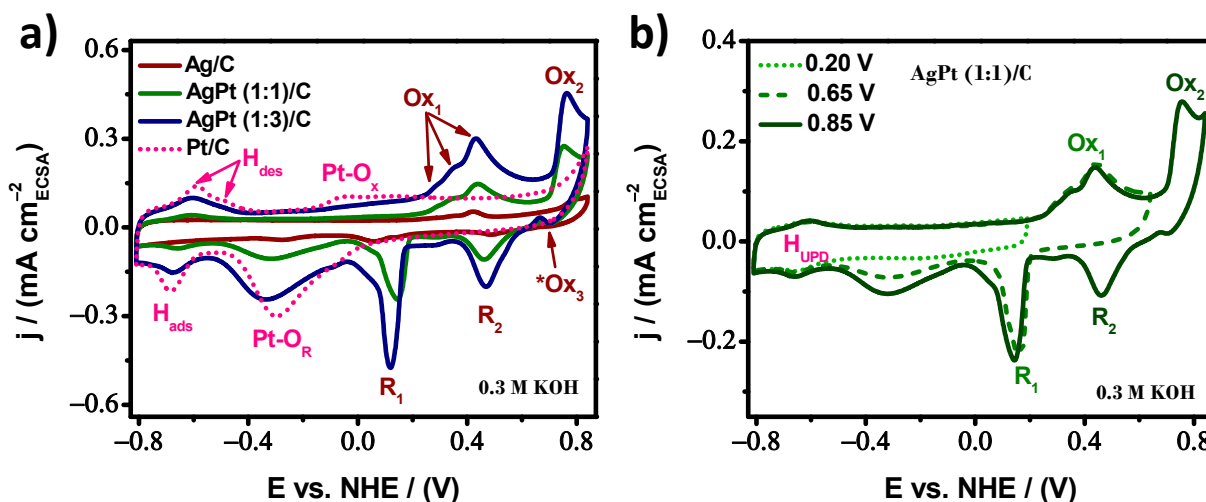 a)
j / (mA cm⁻²ECSA)
0.6
0.3
0.0
−0.3
−0.6
Ag/C
AgPt (1:1)/C
AgPt (1:3)/C
Pt/C
Ox₁
Ox₂
Hdes
Pt-Oₓ
*Ox₃
Hads
Pt-OR
R₂
R₁
0.3 M KOH
−0.8 −0.4 0.0 0.4 0.8
E vs. NHE / (V)
b)
j / (mA cm⁻²ECSA)
0.4
0.2
0.0
−0.2
0.20 V
0.65 V
0.85 V
AgPt (1:1)/C
Ox₂
Ox₁
HUPD
R₂
R₁
0.3 M KOH
−0.8 −0.4 0.0 0.4 0.8
E vs. NHE / (V)